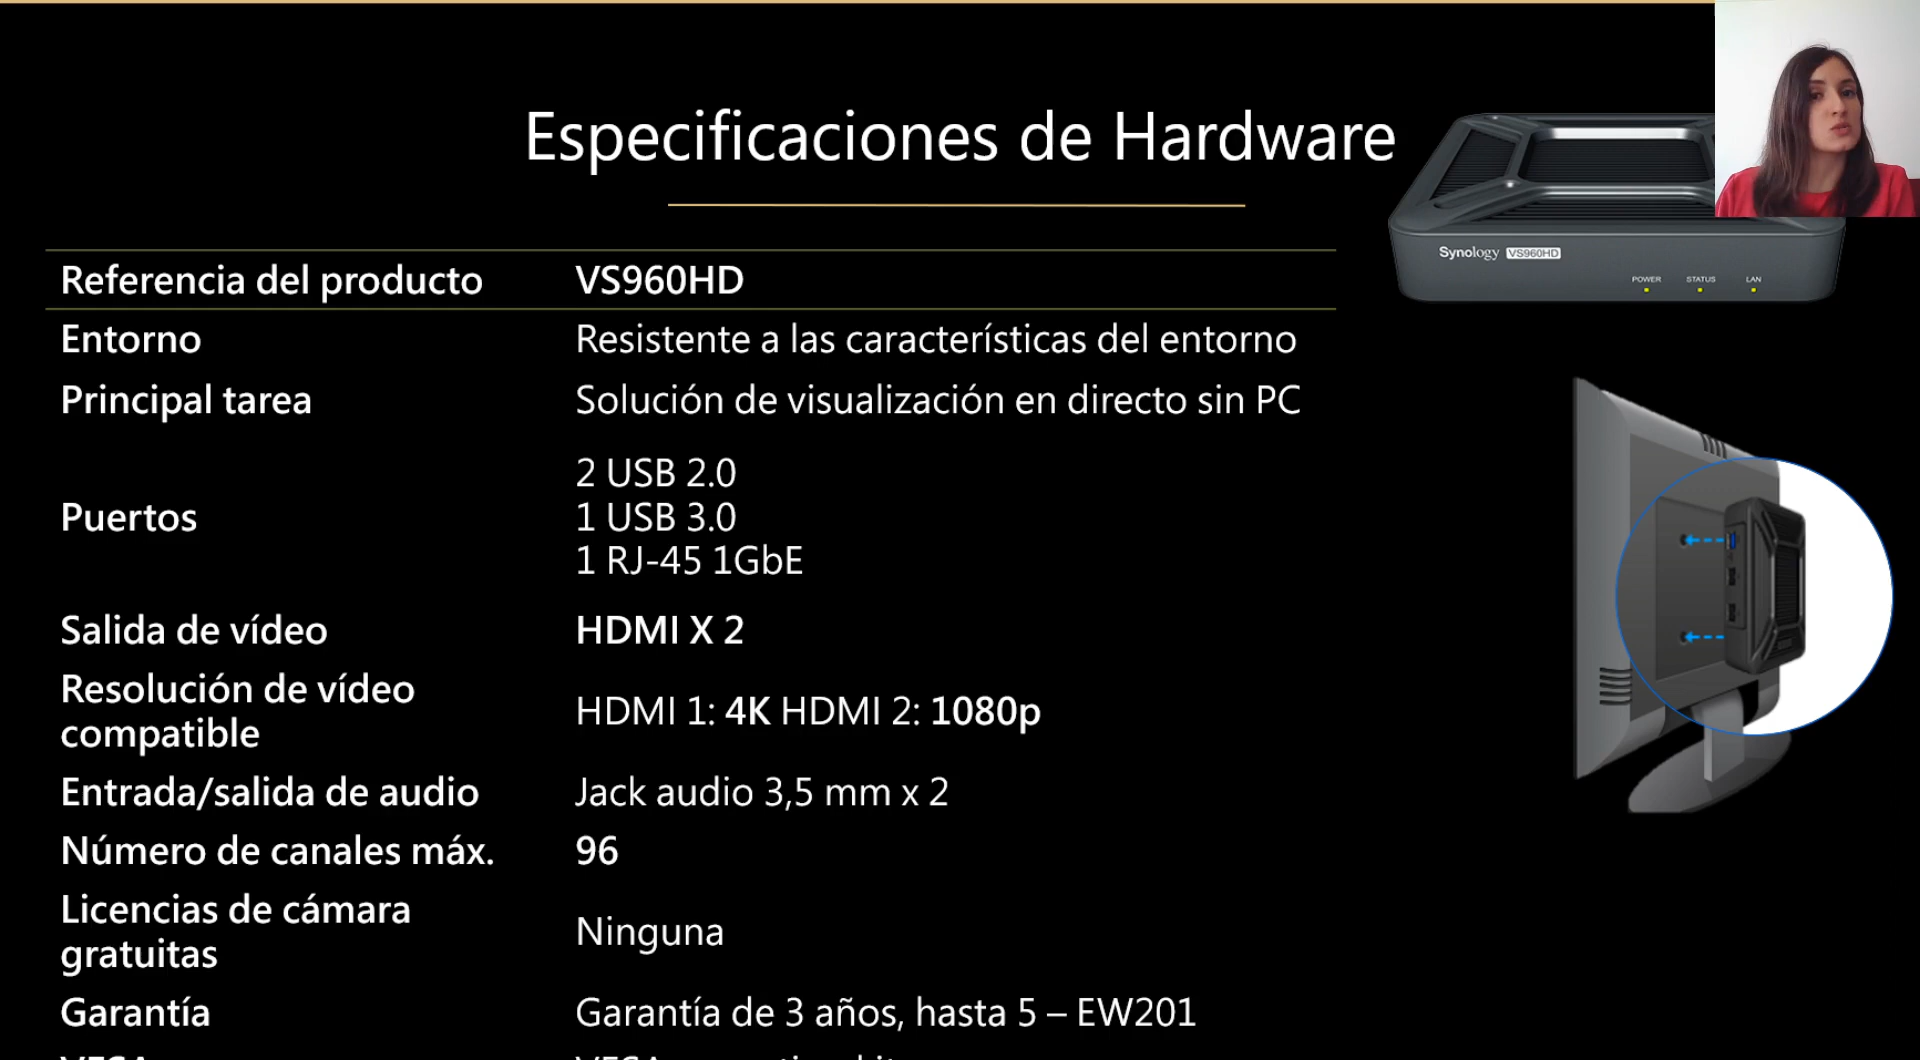 Especificaciones de Hardware
Synology VS960HD
POWER STATUS LAN
Referencia del producto VS960HD
Entorno Resistente a las características del entorno
Principal tarea Solución de visualización en directo sin PC
Puertos
2 USB 2.0
1 USB 3.0
1 RJ-45 1GbE
Salida de vídeo HDMI X 2
Resolución de vídeo
compatible
HDMI 1: 4K HDMI 2: 1080p
Entrada/salida de audio Jack audio 3,5 mm x 2
Número de canales máx. 96
Licencias de cámara
gratuitas
Ninguna
Garantía Garantía de 3 años, hasta 5 – EW201